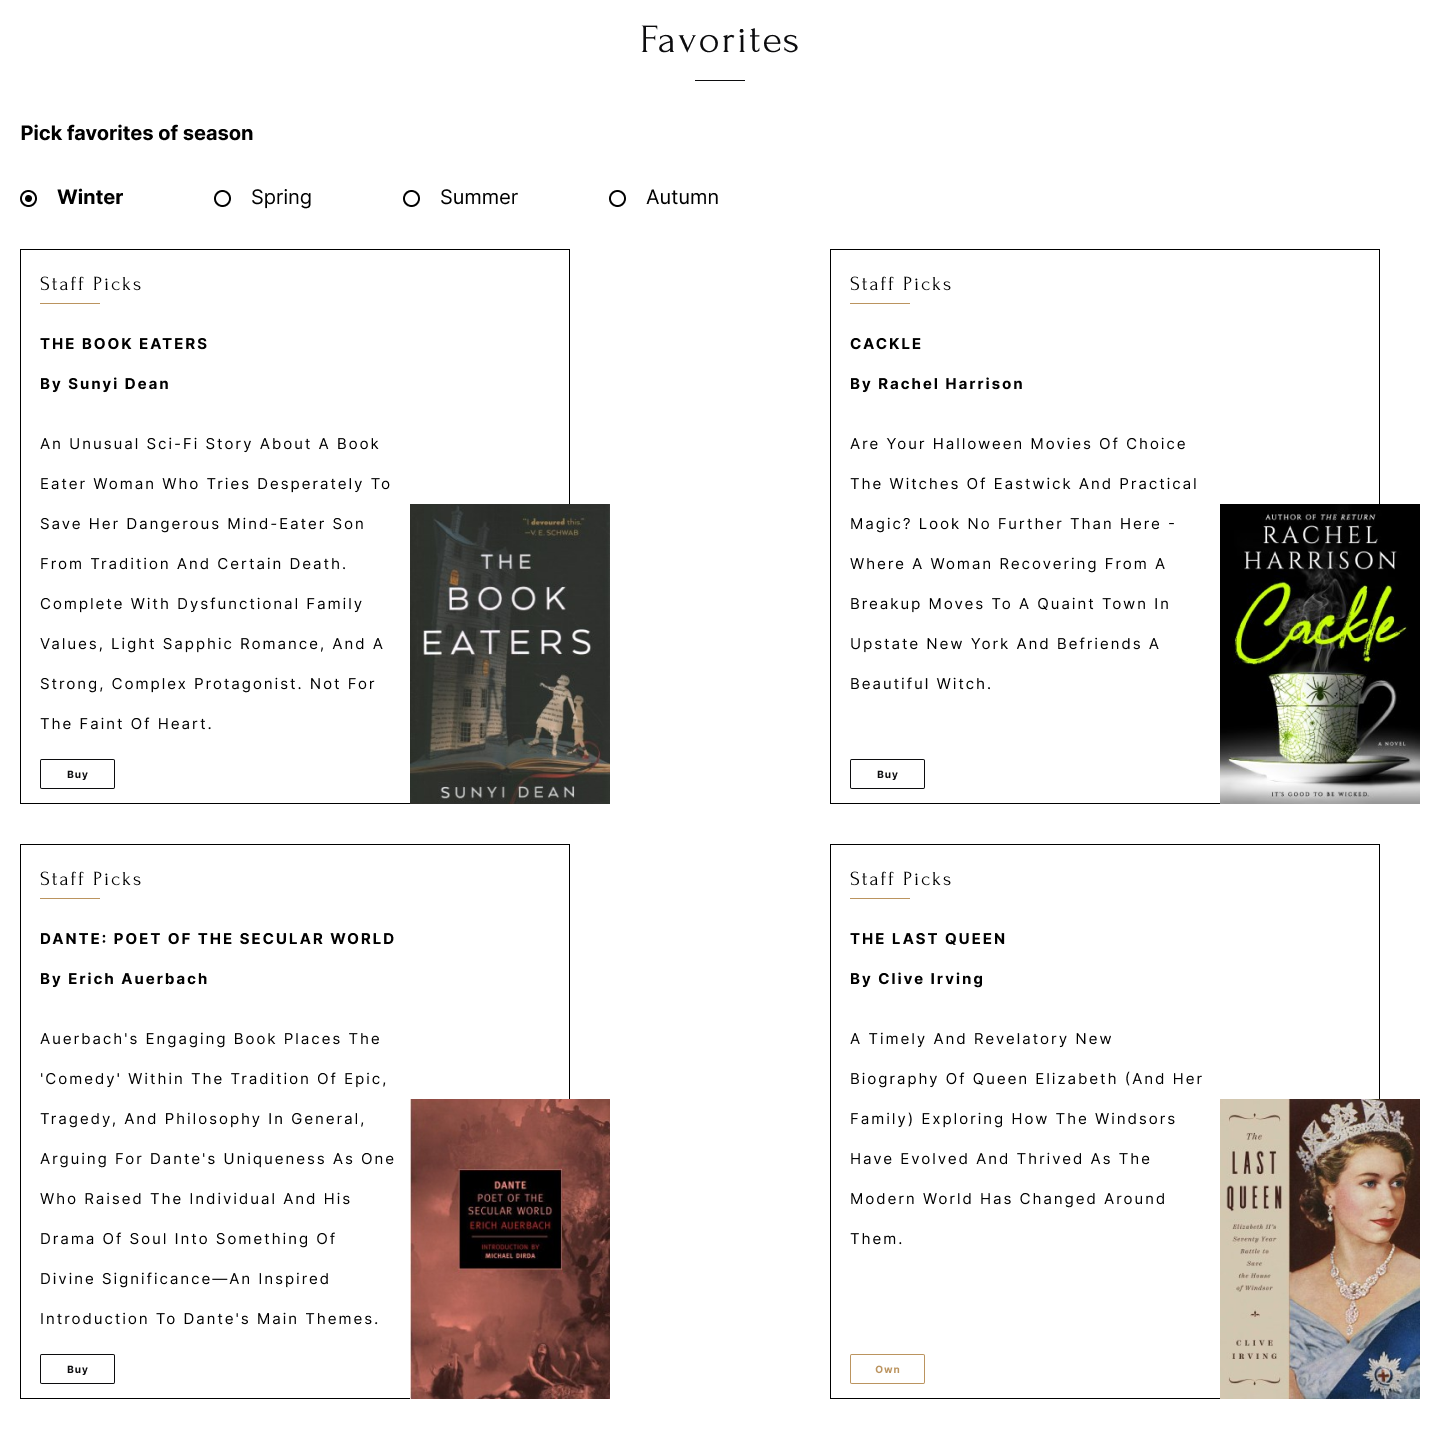 Favorites
Pick favorites of season
Winter
Spring
Summer
Autumn
Staff Picks
THE BOOK EATERS
By Sunyi Dean
An Unusual Sci-Fi Story About A Book
Eater Woman Who Tries Desperately To
Save Her Dangerous Mind-Eater Son
From Tradition And Certain Death.
Complete With Dysfunctional Family
Values, Light Sapphic Romance, And A
Strong, Complex Protagonist. Not For
The Faint Of Heart.
Buy
"I devoured this."
—V. E. SCHWAB
THE
BOOK
EATERS
SUNYI DEAN
Staff Picks
CACKLE
By Rachel Harrison
Are Your Halloween Movies Of Choice
The Witches Of Eastwick And Practical
Magic? Look No Further Than Here -
Where A Woman Recovering From A
Breakup Moves To A Quaint Town In
Upstate New York And Befriends A
Beautiful Witch.
Buy
AUTHOR OF THE RETURN
RACHEL
HARRISON
Cackle
A NOVEL
IT'S GOOD TO BE WICKED.
Staff Picks
DANTE: POET OF THE SECULAR WORLD
By Erich Auerbach
Auerbach's Engaging Book Places The
'Comedy' Within The Tradition Of Epic,
Tragedy, And Philosophy In General,
Arguing For Dante's Uniqueness As One
Who Raised The Individual And His
Drama Of Soul Into Something Of
Divine Significance—An Inspired
Introduction To Dante's Main Themes.
Buy
DANTE
POET OF THE
SECULAR WORLD
ERICH AUERBACH
INTRODUCTION BY
MICHAEL DIRDA
Staff Picks
THE LAST QUEEN
By Clive Irving
A Timely And Revelatory New
Biography Of Queen Elizabeth (And Her
Family) Exploring How The Windsors
Have Evolved And Thrived As The
Modern World Has Changed Around
Them.
Own
The
LAST
QUEEN
Elizabeth II's
Seventy Year
Battle to
Save
the House
of Windsor
CLIVE
IRVING